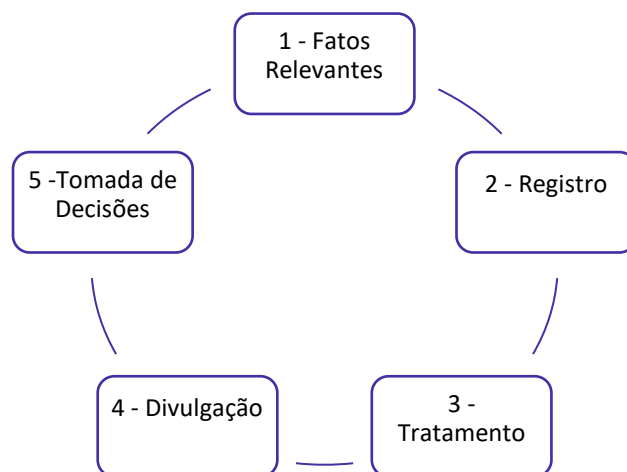 1 - Fatos
Relevantes
2 - Registro
3 -
Tratamento
4 - Divulgação
5 -Tomada de
Decisões